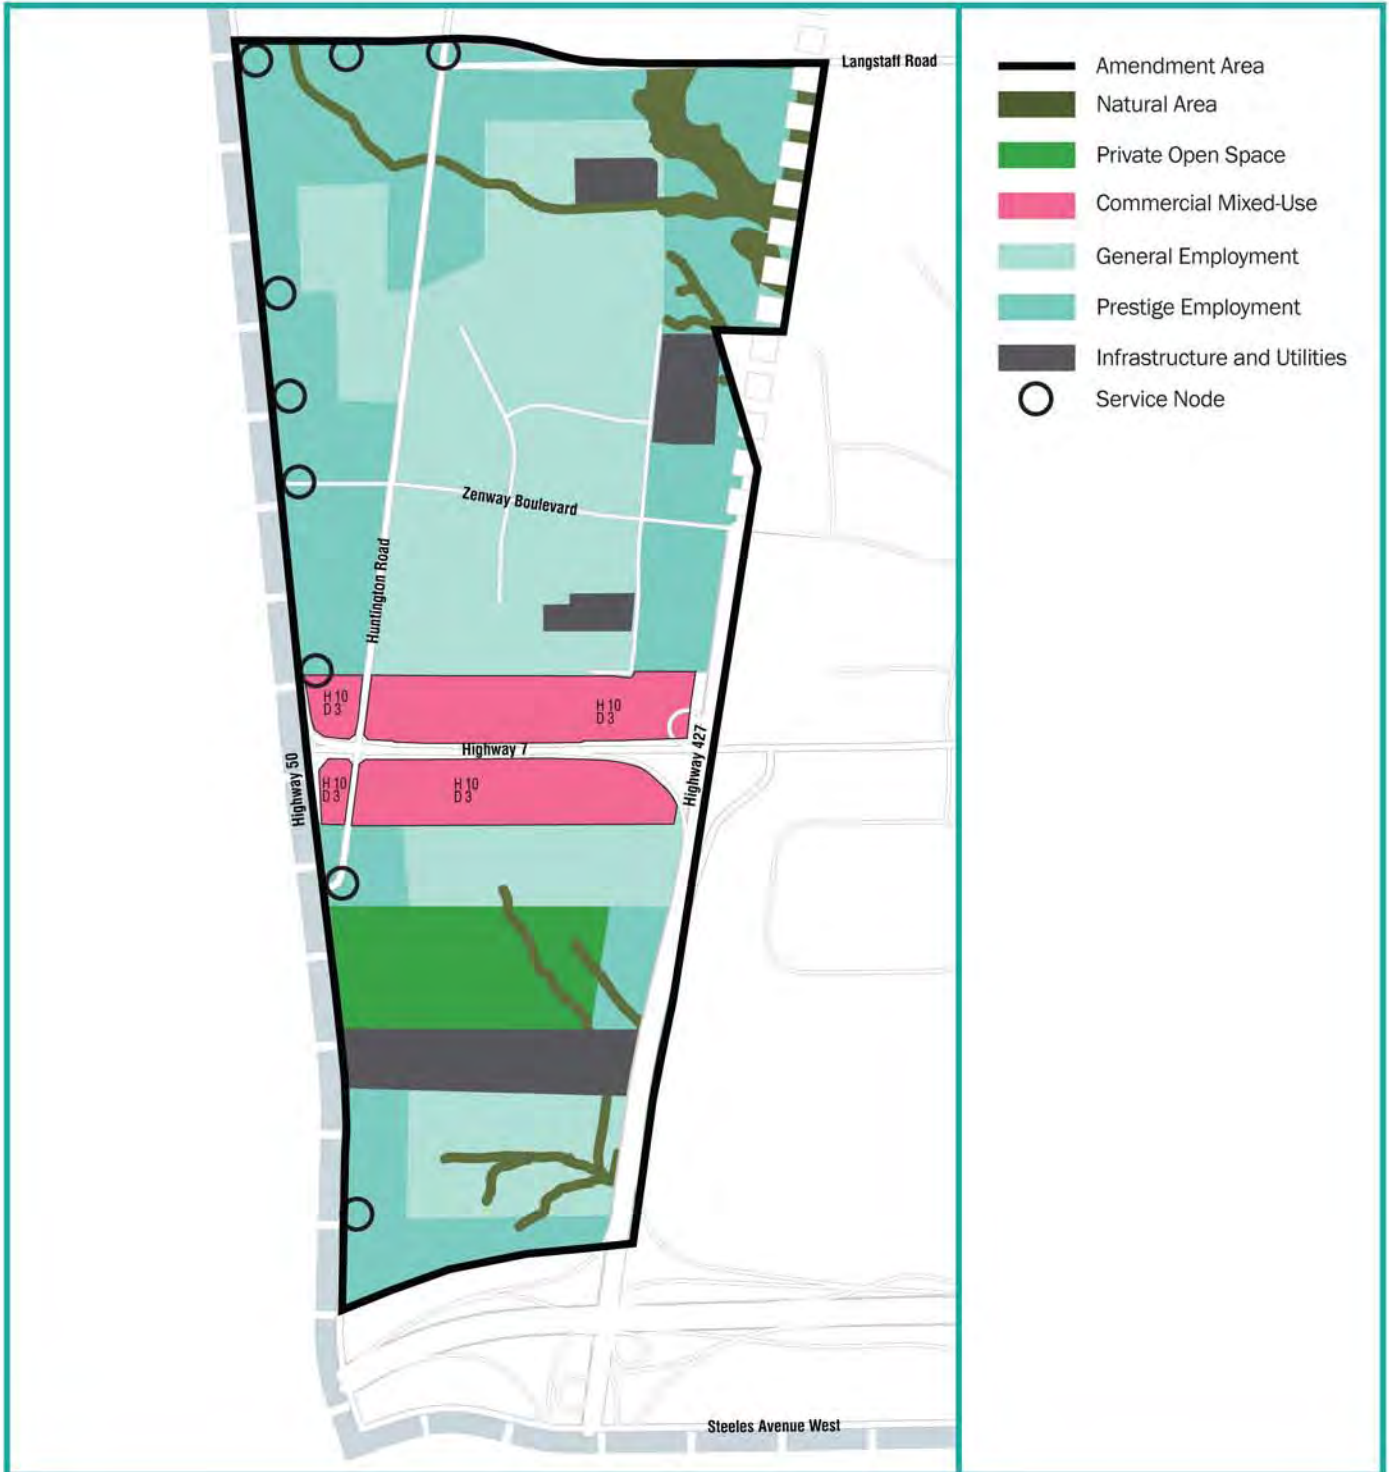 Langstaff Road
Zenway Boulevard
Huntington Road
H 10
D 3
H 10
D 3
Highway 7
Highway 427
Highway 50
H 10
D 3
H 10
D 3
Steeles Avenue West
Amendment Area
Natural Area
Private Open Space
Commercial Mixed-Use
General Employment
Prestige Employment
Infrastructure and Utilities
Service Node